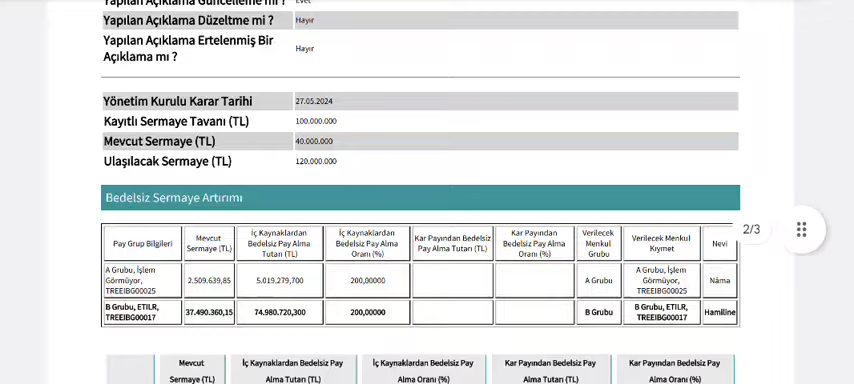 Yapılan Açıklama Güncelleme mi ? Evet
Yapılan Açıklama Düzeltme mi ? Hayır
Yapılan Açıklama Ertelenmiş Bir
Açıklama mı ? Hayır
Yönetim Kurulu Karar Tarihi 27.05.2024
Kayıtlı Sermaye Tavanı (TL) 100.000.000
Mevcut Sermaye (TL) 40.000.000
Ulaşılacak Sermaye (TL) 120.000.000
Bedelsiz Sermaye Artırımı
Pay Grup Bilgileri
Mevcut
Sermaye (TL)
İç Kaynaklardan
Bedelsiz Pay Alma
Tutarı (TL)
İç Kaynaklardan
Bedelsiz Pay Alma
Oranı (%)
Kar Payından Bedelsiz
Pay Alma Tutarı (TL)
Kar Payından
Bedelsiz Pay Alma
Oranı (%)
Verilecek
Menkul
Grubu
Verilecek Menkul
Kıymet
Nevi
2/3
A Grubu, İşlem
Görmüyor,
TREEIBG00025
2.509.639,85
5.019.279,700
200,00000
A Grubu
A Grubu, İşlem
Görmüyor,
TREEIBG00025
Nâma
B Grubu, ETILR,
TREEIBG00017
37.490.360,15
74.980.720,300
200,00000
B Grubu
B Grubu, ETILR,
TREEIBG00017
Hamiline
Mevcut
Sermaye (TL)
İç Kaynaklardan Bedelsiz Pay
Alma Tutarı (TL)
İç Kaynaklardan Bedelsiz Pay
Alma Oranı (%)
Kar Payından Bedelsiz Pay
Alma Tutarı (TL)
Kar Payından Bedelsiz Pay
Alma Oranı (%)